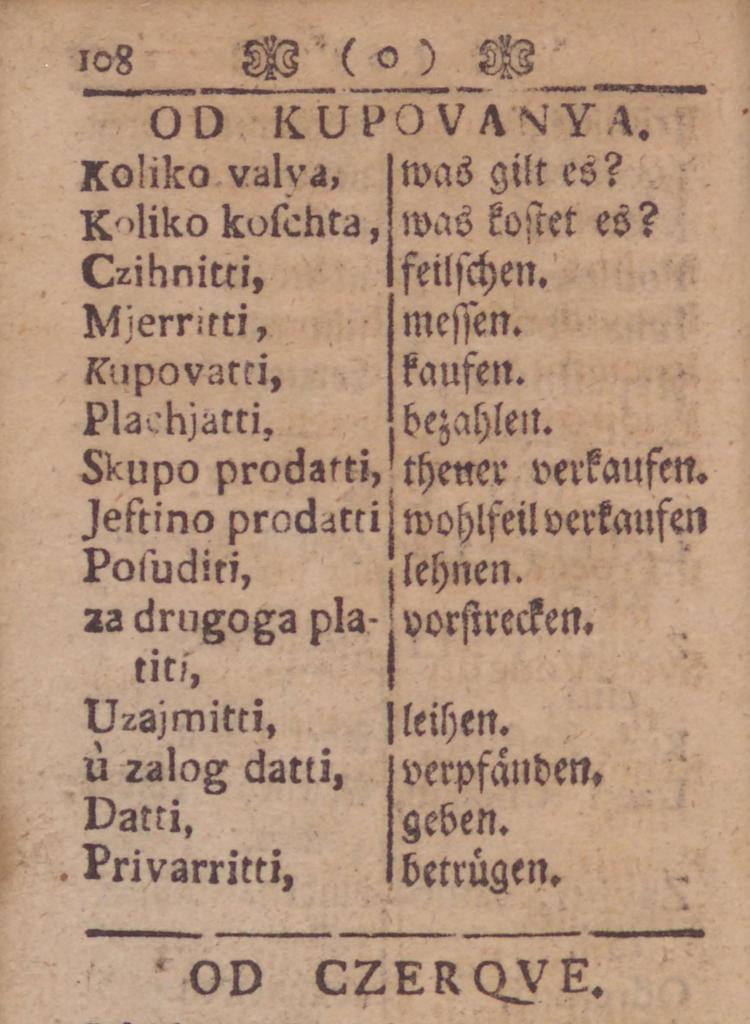 108 ( o )
OD KUPOVANYA.
Koliko valya, was gilt es?
Koliko koſchta, was koſtet es?
Czihnitti, feilſchen.
Mjerritti, meſſen.
Kupovatti, kaufen.
Plachjatti, bezahlen.
Skupo prodatti, theuer verkaufen.
Jeftino prodatti wohlfeil verkaufen
Poſuditi, lehnen.
za drugoga pla- vorſtrecken.
titi,
Uzajmitti, leihen.
ù zalog datti, verpfänden.
Datti, geben.
Privarritti, betrügen.
OD CZERQVE.